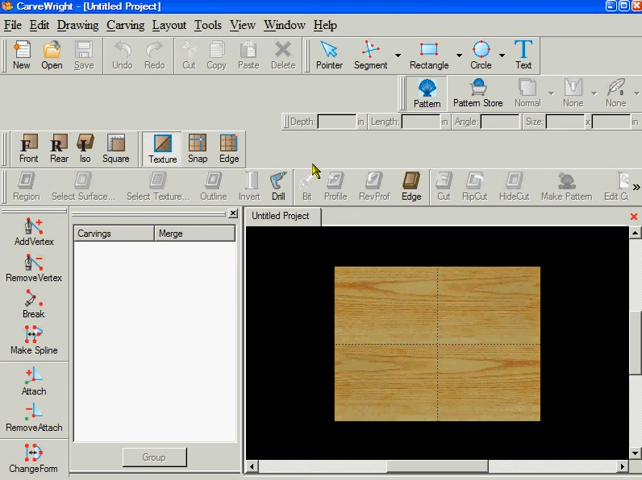 CarveWright - [Untitled Project]
File Edit Drawing Carving Layout Tools View Window Help
New Open Save Undo Redo Cut Copy Paste Delete Pointer Segment Rectangle Circle Text
Pattern Pattern Store Normal None None
Depth: in Length: in Angle: Size: x in
Front Rear Iso Square Texture Snap Edge
Region Select Surface... Select Texture... Outline Invert Drill Bit Profile RevProf Edge Cut FlipCut HideCut Make Pattern Edit Cu
AddVertex
RemoveVertex
Break
Make Spline
Attach
RemoveAttach
ChangeForm
Carvings Merge
Group
Untitled Project